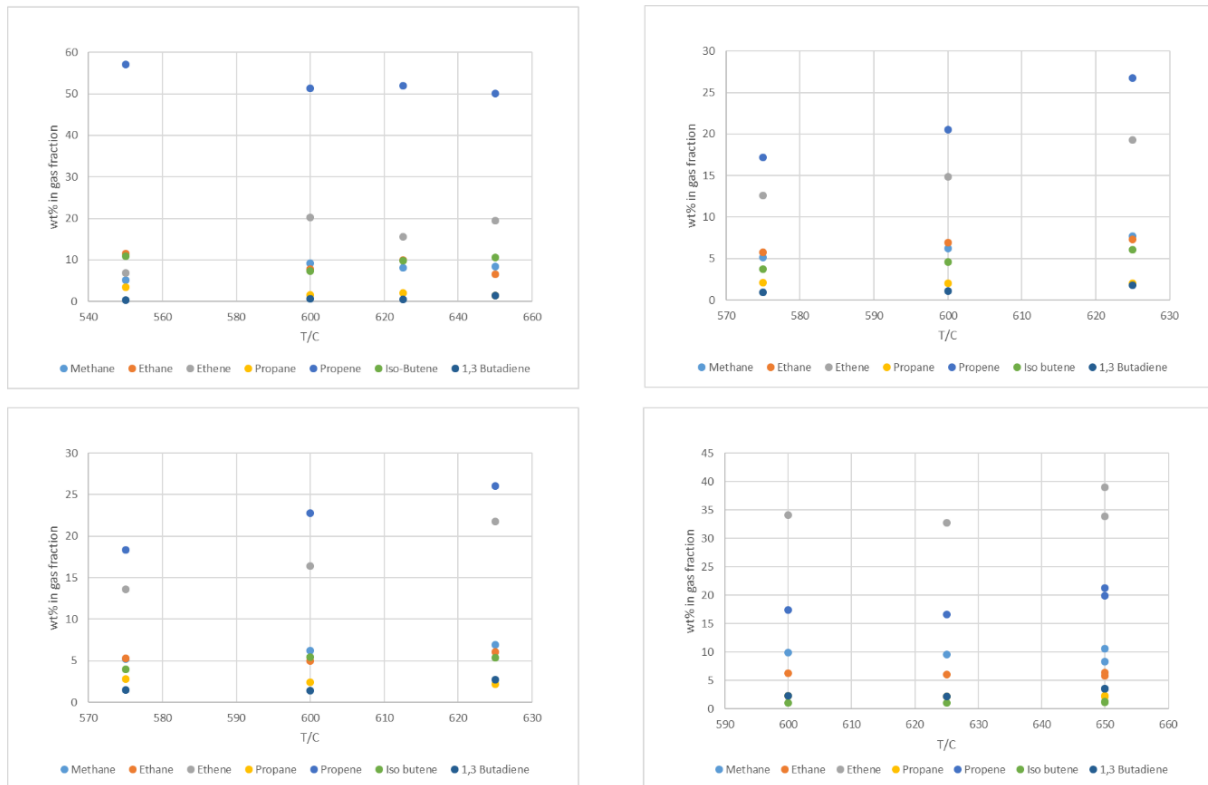 60
50
40
30
20
10
0
540 560 580 600 620 640 660
wt% in gas fraction
T/C
Methane Ethane Ethene Propane Propene Iso-Butene 1,3 Butadiene
30
25
20
15
10
5
0
570 580 590 600 610 620 630
wt% in gas fraction
T/C
Methane Ethane Ethene Propane Propene Iso butene 1,3 Butadiene
30
25
20
15
10
5
0
570 580 590 600 610 620 630
wt% in gas fraction
T/C
Methane Ethane Ethene Propane Propene Iso butene 1,3 Butadiene
45
40
35
30
25
20
15
10
5
0
590 600 610 620 630 640 650 660
wt% in gas fraction
T/C
Methane Ethane Ethene Propane Propene Iso butene 1,3 Butadiene